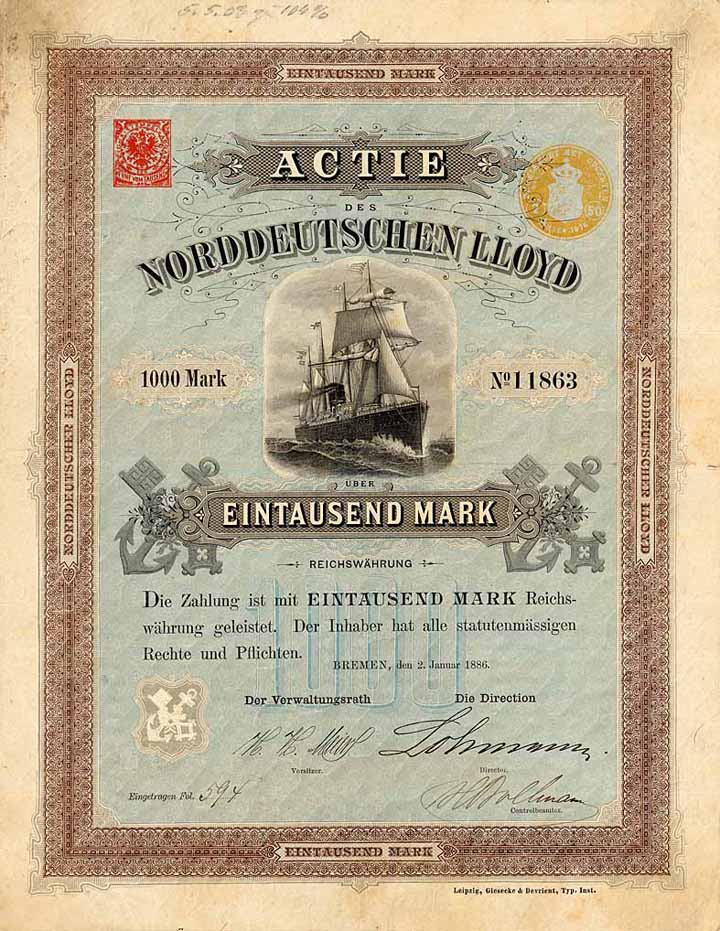 EINTAUSEND MARK
ACTIE
DES
NORDDEUTSCHEN LLOYD
1000 Mark
No 11863
ÜBER
EINTAUSEND MARK
REICHSWÄHRUNG
1000
Die Zahlung ist mit EINTAUSEND MARK Reichs-
währung geleistet. Der Inhaber hat alle statutenmässigen
Rechte und Pflichten.
BREMEN, den 2. Januar 1886.
Der Verwaltungsrath
Die Direction
H. H. Meier
Lohmann
Vorsitzer.
Director.
Eingetragen Fol. 594
Controlbeamter.
NORDDEUTSCHER LLOYD
NORDDEUTSCHER LLOYD
EINTAUSEND MARK
Leipzig, Giesecke & Devrient, Typ. Inst.